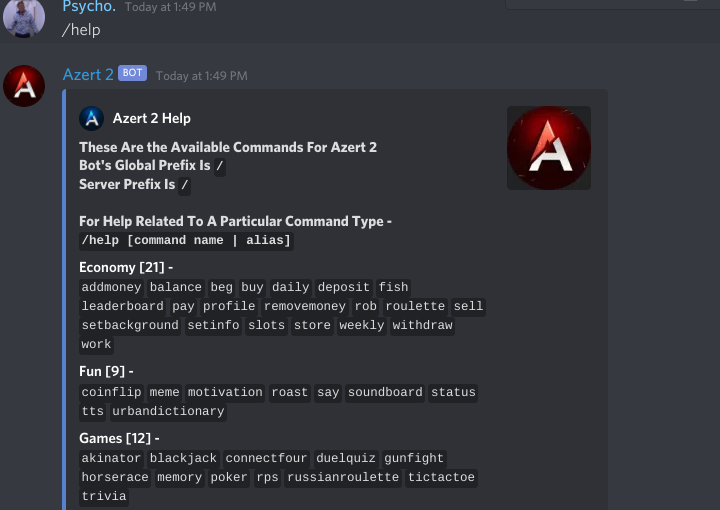 Psycho. Today at 1:49 PM
/help
Azert 2 BOT Today at 1:49 PM
Azert 2 Help
These Are the Available Commands For Azert 2
Bot's Global Prefix Is /
Server Prefix Is /
For Help Related To A Particular Command Type -
/help [command name | alias]
Economy [21] -
addmoney balance beg buy daily deposit fish
leaderboard pay profile removemoney rob roulette sell
setbackground setinfo slots store weekly withdraw
work
Fun [9] -
coinflip meme motivation roast say soundboard status
tts urbandictionary
Games [12] -
akinator blackjack connectfour duelquiz gunfight
horserace memory poker rps russianroulette tictactoe
trivia